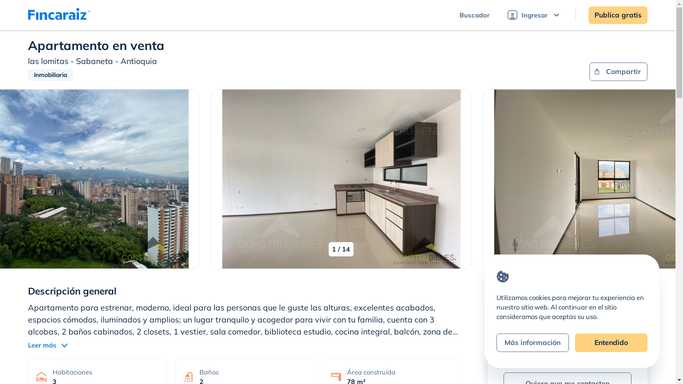 Fincaraiz
Buscador
Ingresar
Publica gratis
Apartamento en venta
las lomitas - Sabaneta - Antioquia
Inmobiliaria
Compartir
1 / 14
Descripción general
Apartamento para estrenar, moderno, ideal para las personas que le guste las alturas, excelentes acabados,
espacios cómodos, iluminados y amplios; un lugar tranquilo y acogedor para vivir con tu familia, cuenta con 3
alcobas, 2 baños cabinados, 2 closets, 1 vestier, sala comedor, biblioteca estudio, cocina integral, balcón, zona de...
Leer más
Habitaciones
3
Baños
2
Área construida
78 m²
Utilizamos cookies para mejorar tu experiencia en
nuestro sitio web. Al continuar en el sitio
consideramos que aceptas su uso.
Más información
Entendido
Quiero que me contacten